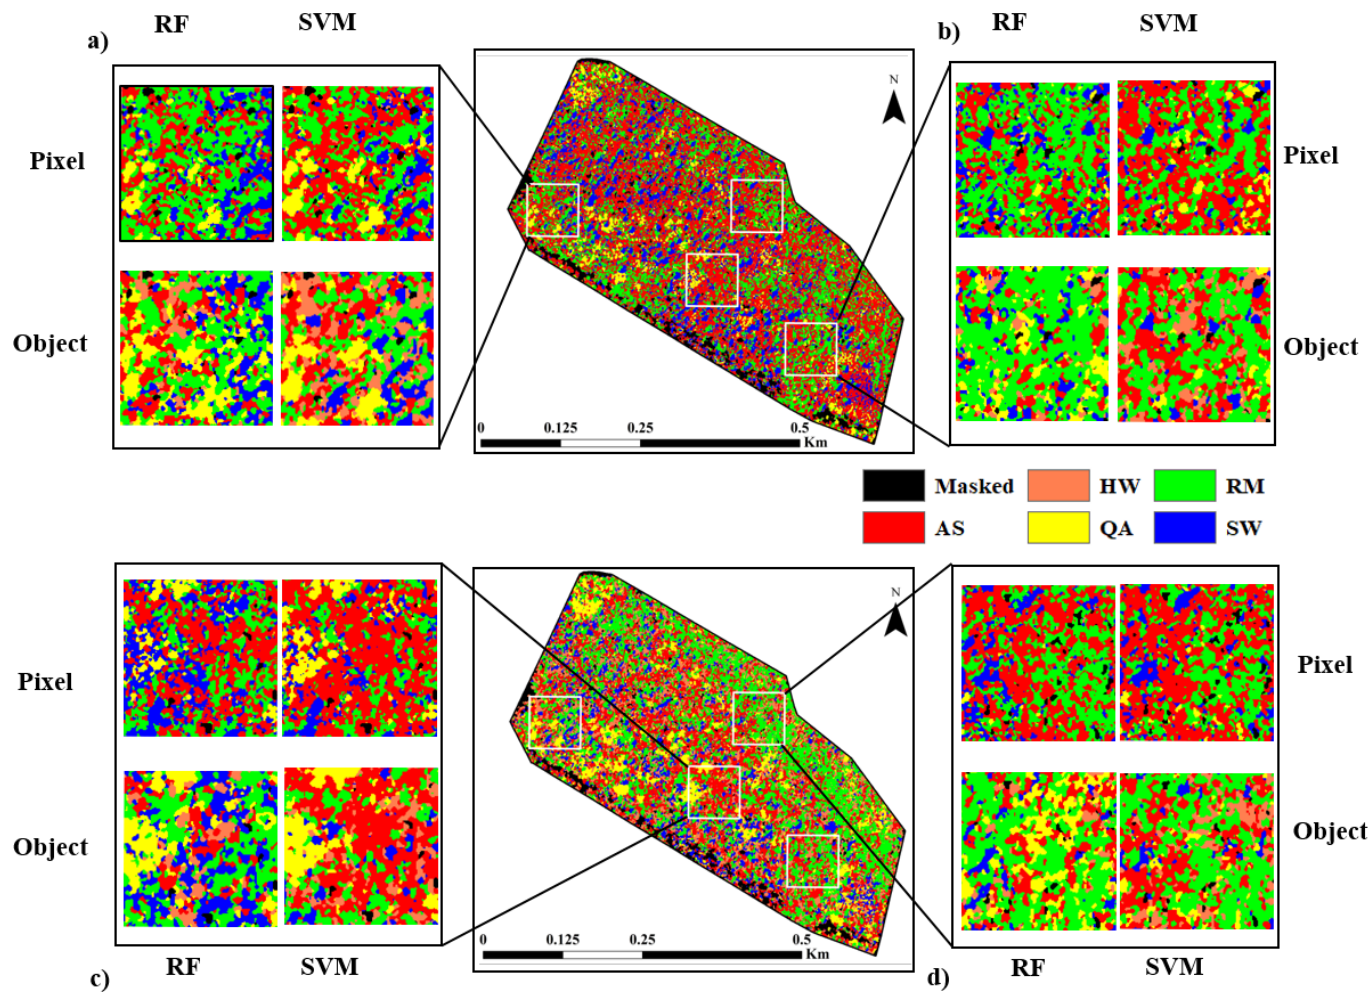 RF SVM
a)
RF SVM
b)
Pixel
Object
N
0 0.125 0.25 0.5
Km
Pixel
Object
Masked HW RM
AS QA SW
Pixel
Object
N
0 0.125 0.25 0.5
Km
Pixel
Object
RF SVM
c)
RF SVM
d)